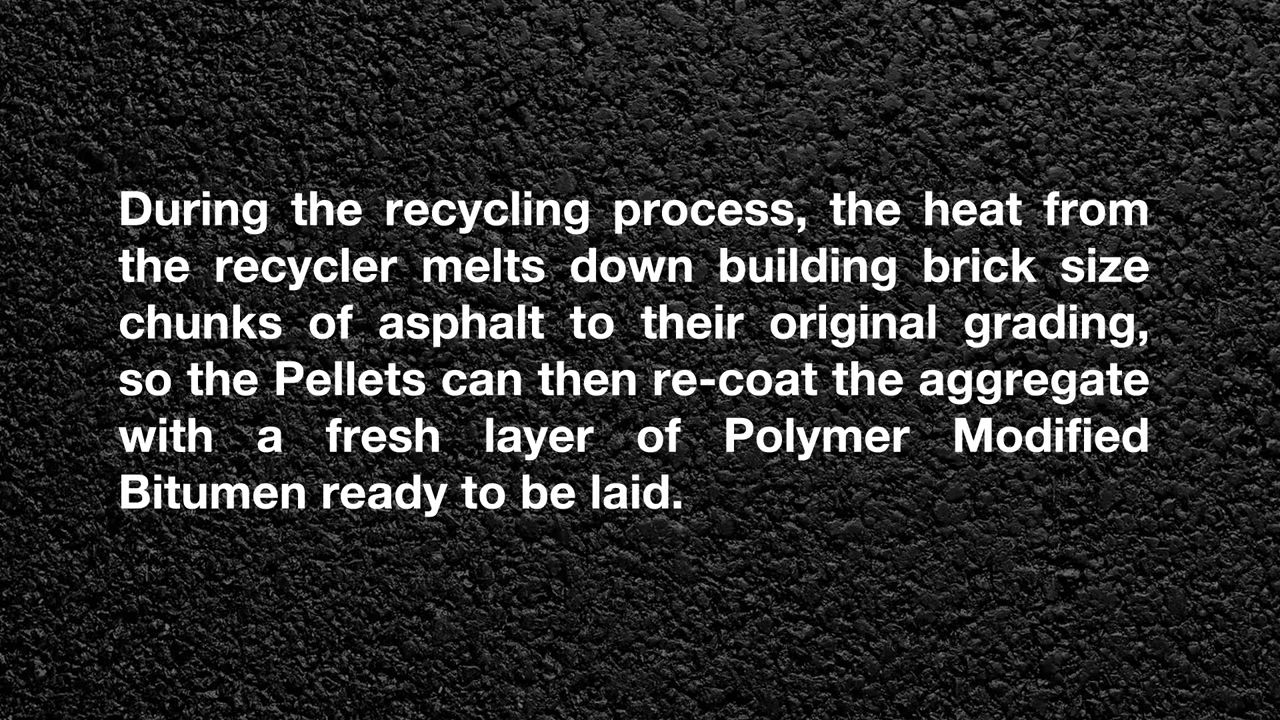 During the recycling process, the heat from
the recycler melts down building brick size
chunks of asphalt to their original grading,
so the Pellets can then re-coat the aggregate
with a fresh layer of Polymer Modified
Bitumen ready to be laid.